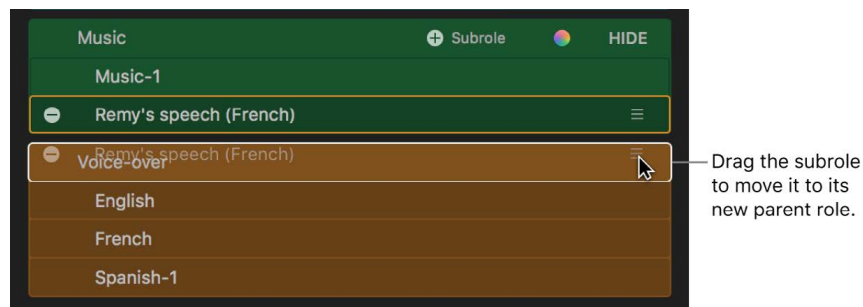 Music Subrole HIDE
Music-1
Remy's speech (French)
Remy's speech (French)
Voice-over
English
French
Spanish-1
Drag the subrole
to move it to its
new parent role.